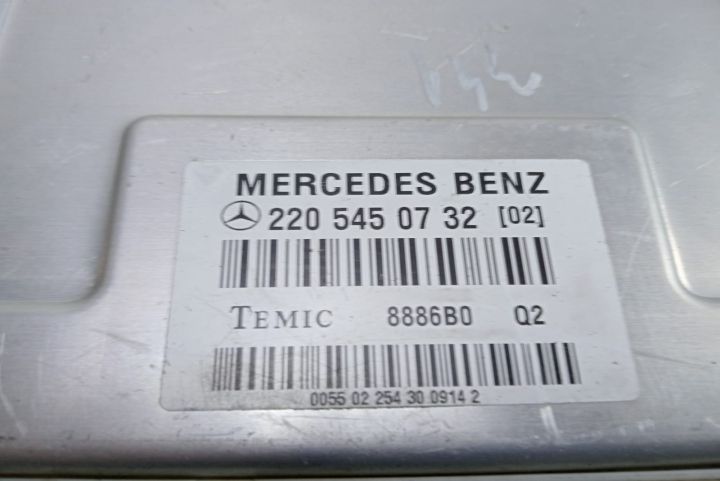 MERCEDES BENZ
220 545 07 32 [02]
TEMIC 8886B0 Q2
0055 02 254 30 0914 2